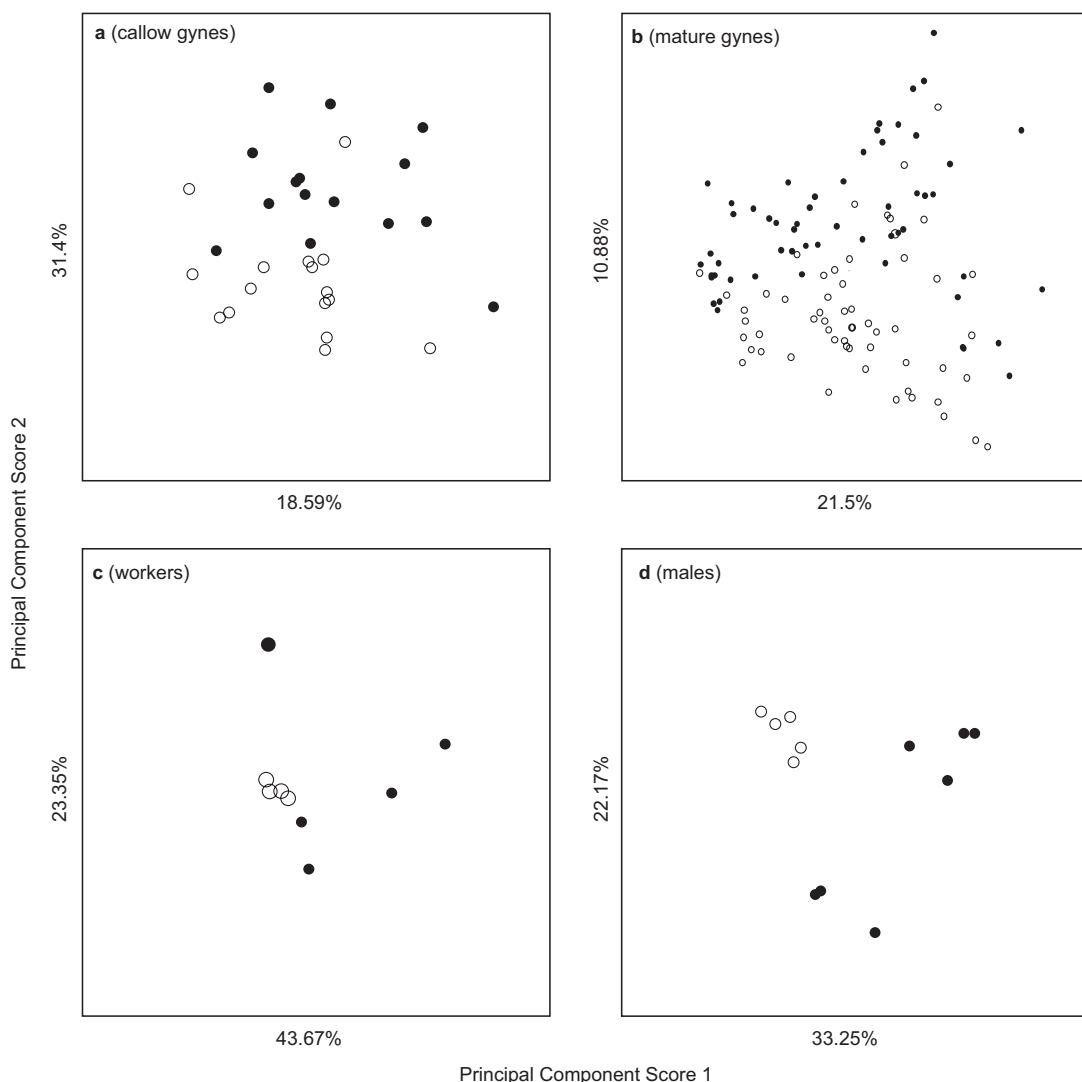 a (callow gynes)
b (mature gynes)
31.4%
10.88%
18.59%
21.5%
Principal Component Score 2
c (workers)
d (males)
23.35%
22.17%
43.67%
33.25%
Principal Component Score 1